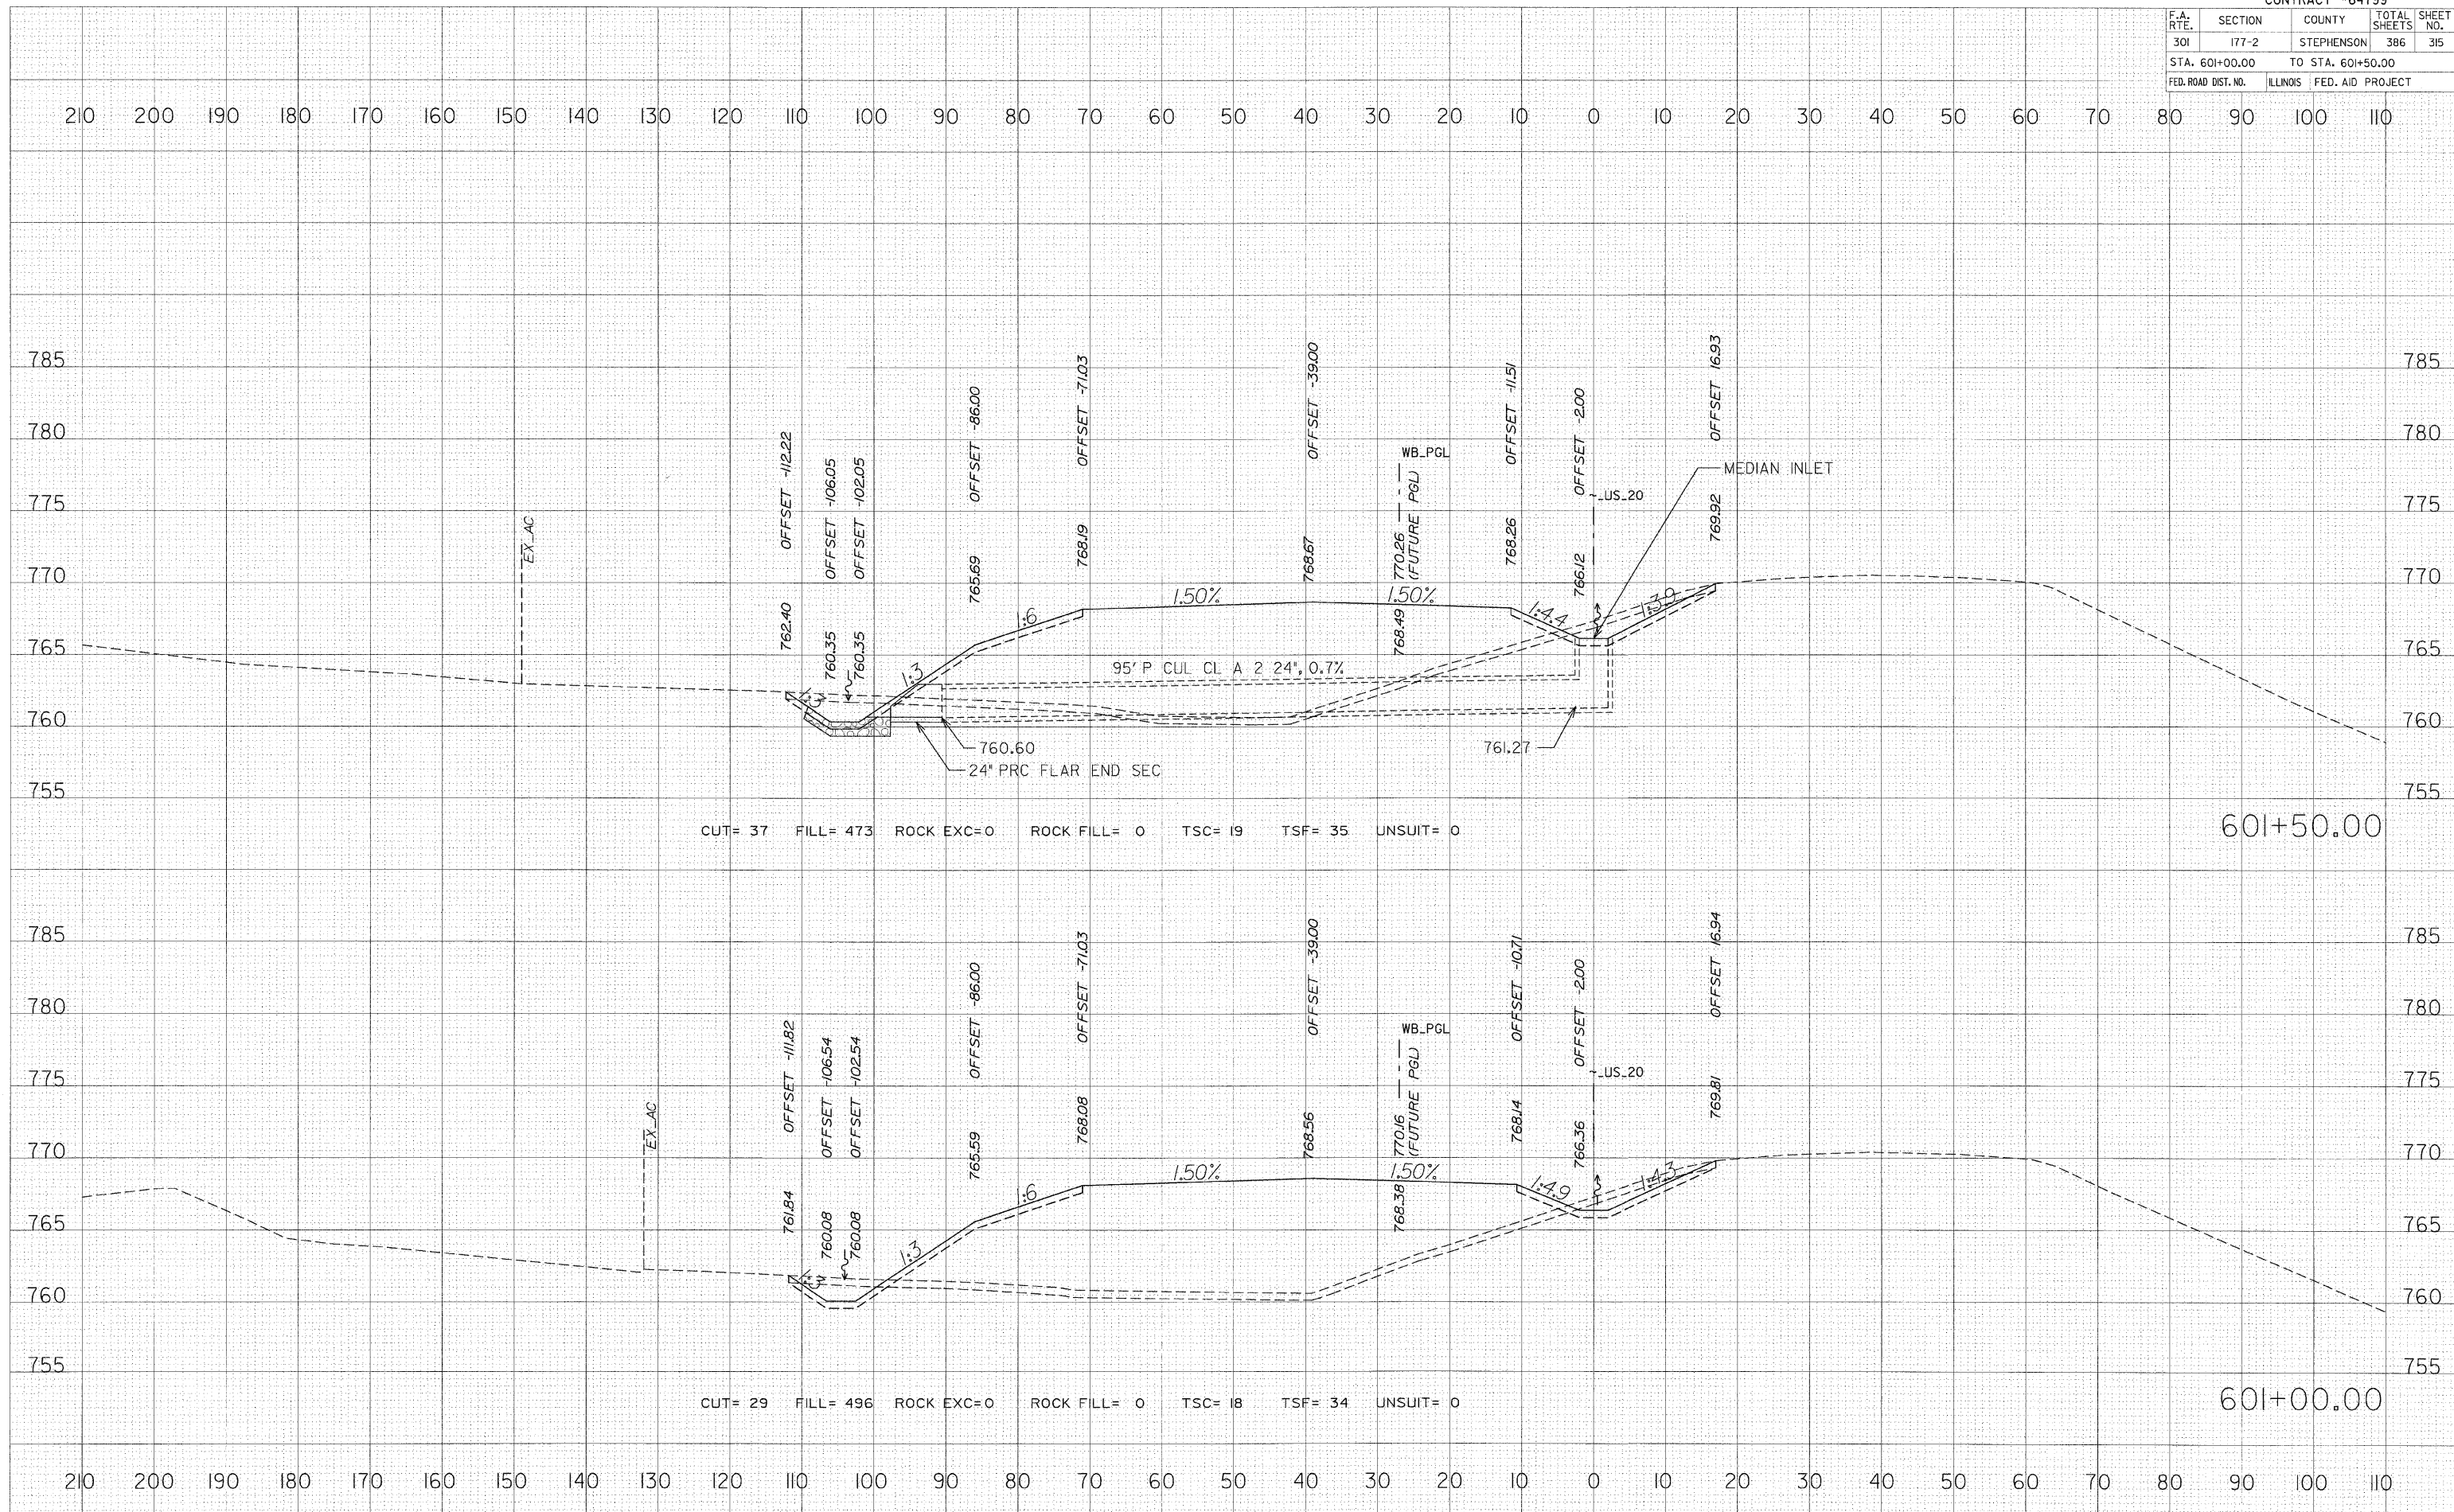 F.A. RTE. SECTION COUNTY TOTAL SHEETS SHEET NO.
301 177-2 STEPHENSON 386 315
STA. 601+00.00 TO STA. 601+50.00
FED. ROAD DIST. NO. ILLINOIS FED. AID PROJECT
210 200 190 180 170 160 150 140 130 120 110 100 90 80 70 60 50 40 30 20 10 0 10 20 30 40 50 60 70 80 90 100 110
785 785
780 780
775 775
770 770
765 765
760 760
755 755
EX_AC
762.40 OFFSET -112.22
760.35 OFFSET -106.05
760.35 OFFSET -102.05
765.69 OFFSET -86.00
768.19 OFFSET -71.03
768.67 OFFSET -39.00
WB_PGL
768.49 770.26
(FUTURE PGL)
768.26 OFFSET -11.51
766.12 OFFSET -2.00
_US_20
MEDIAN INLET
769.92 OFFSET 16.93
1:3
1:3
1:6
1.50%
1.50%
1:4.4
1:3.9
95' P CUL CL A 2 24", 0.7%
760.60
24" PRC FLAR END SEC
761.27
CUT= 37 FILL= 473 ROCK EXC=0 ROCK FILL= 0 TSC= 19 TSF= 35 UNSUIT= 0
601+50.00
785 785
780 780
775 775
770 770
765 765
760 760
755 755
EX_AC
761.84 OFFSET -111.82
760.08 OFFSET -106.54
760.08 OFFSET -102.54
765.59 OFFSET -86.00
768.08 OFFSET -71.03
768.56 OFFSET -39.00
WB_PGL
768.38 770.16
(FUTURE PGL)
768.14 OFFSET -10.71
766.36 OFFSET -2.00
_US_20
769.81 OFFSET 16.94
1:3
1:3
1:6
1.50%
1.50%
1:4.9
1:4.3
CUT= 29 FILL= 496 ROCK EXC=0 ROCK FILL= 0 TSC= 18 TSF= 34 UNSUIT= 0
601+00.00
210 200 190 180 170 160 150 140 130 120 110 100 90 80 70 60 50 40 30 20 10 0 10 20 30 40 50 60 70 80 90 100 110